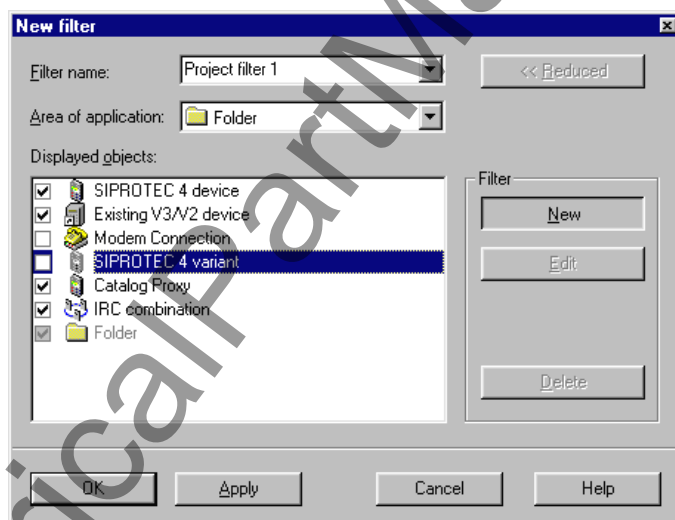 New filter
Filter name:
Project filter 1
<< Reduced
Area of application:
Folder
Displayed objects:
SIPROTEC 4 device
Existing V3/V2 device
Modem Connection
SIPROTEC 4 variant
Catalog Proxy
IRC combination
Folder
Filter
New
Edit
Delete
OK
Apply
Cancel
Help